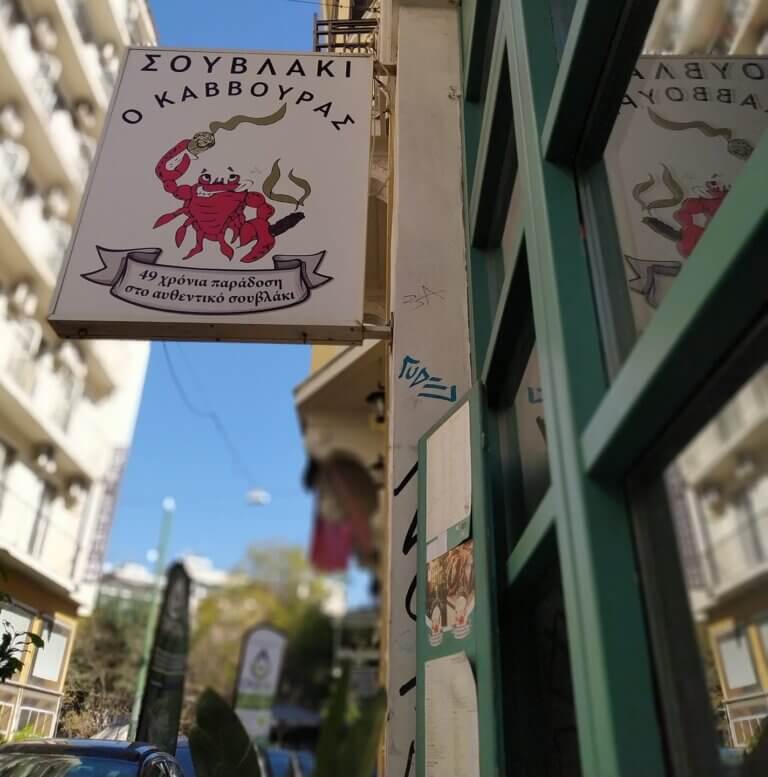 ΣΟΥΒΛΑΚΙ
Ο ΚΑΒΒΟΥΡΑΣ
49 χρόνια παράδοση
στο αυθεντικό σουβλάκι